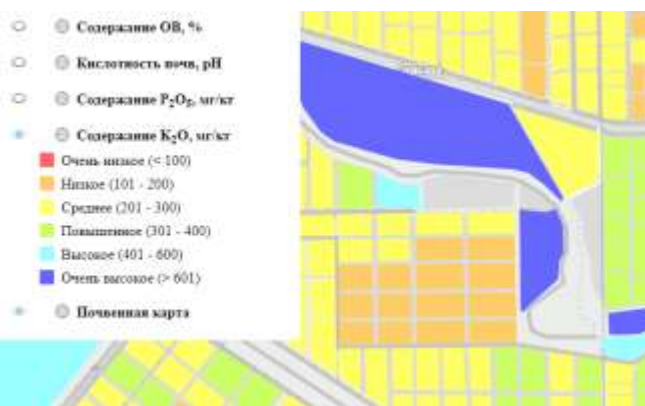 Содержание ОВ, %
Кислотность почв, pH
Содержание P₂O₅, мг/кг
Содержание K₂O, мг/кг
Очень низкое (< 100)
Низкое (101 - 200)
Среднее (201 - 300)
Повышенное (301 - 400)
Высокое (401 - 600)
Очень высокое (> 601)
Почвенная карта